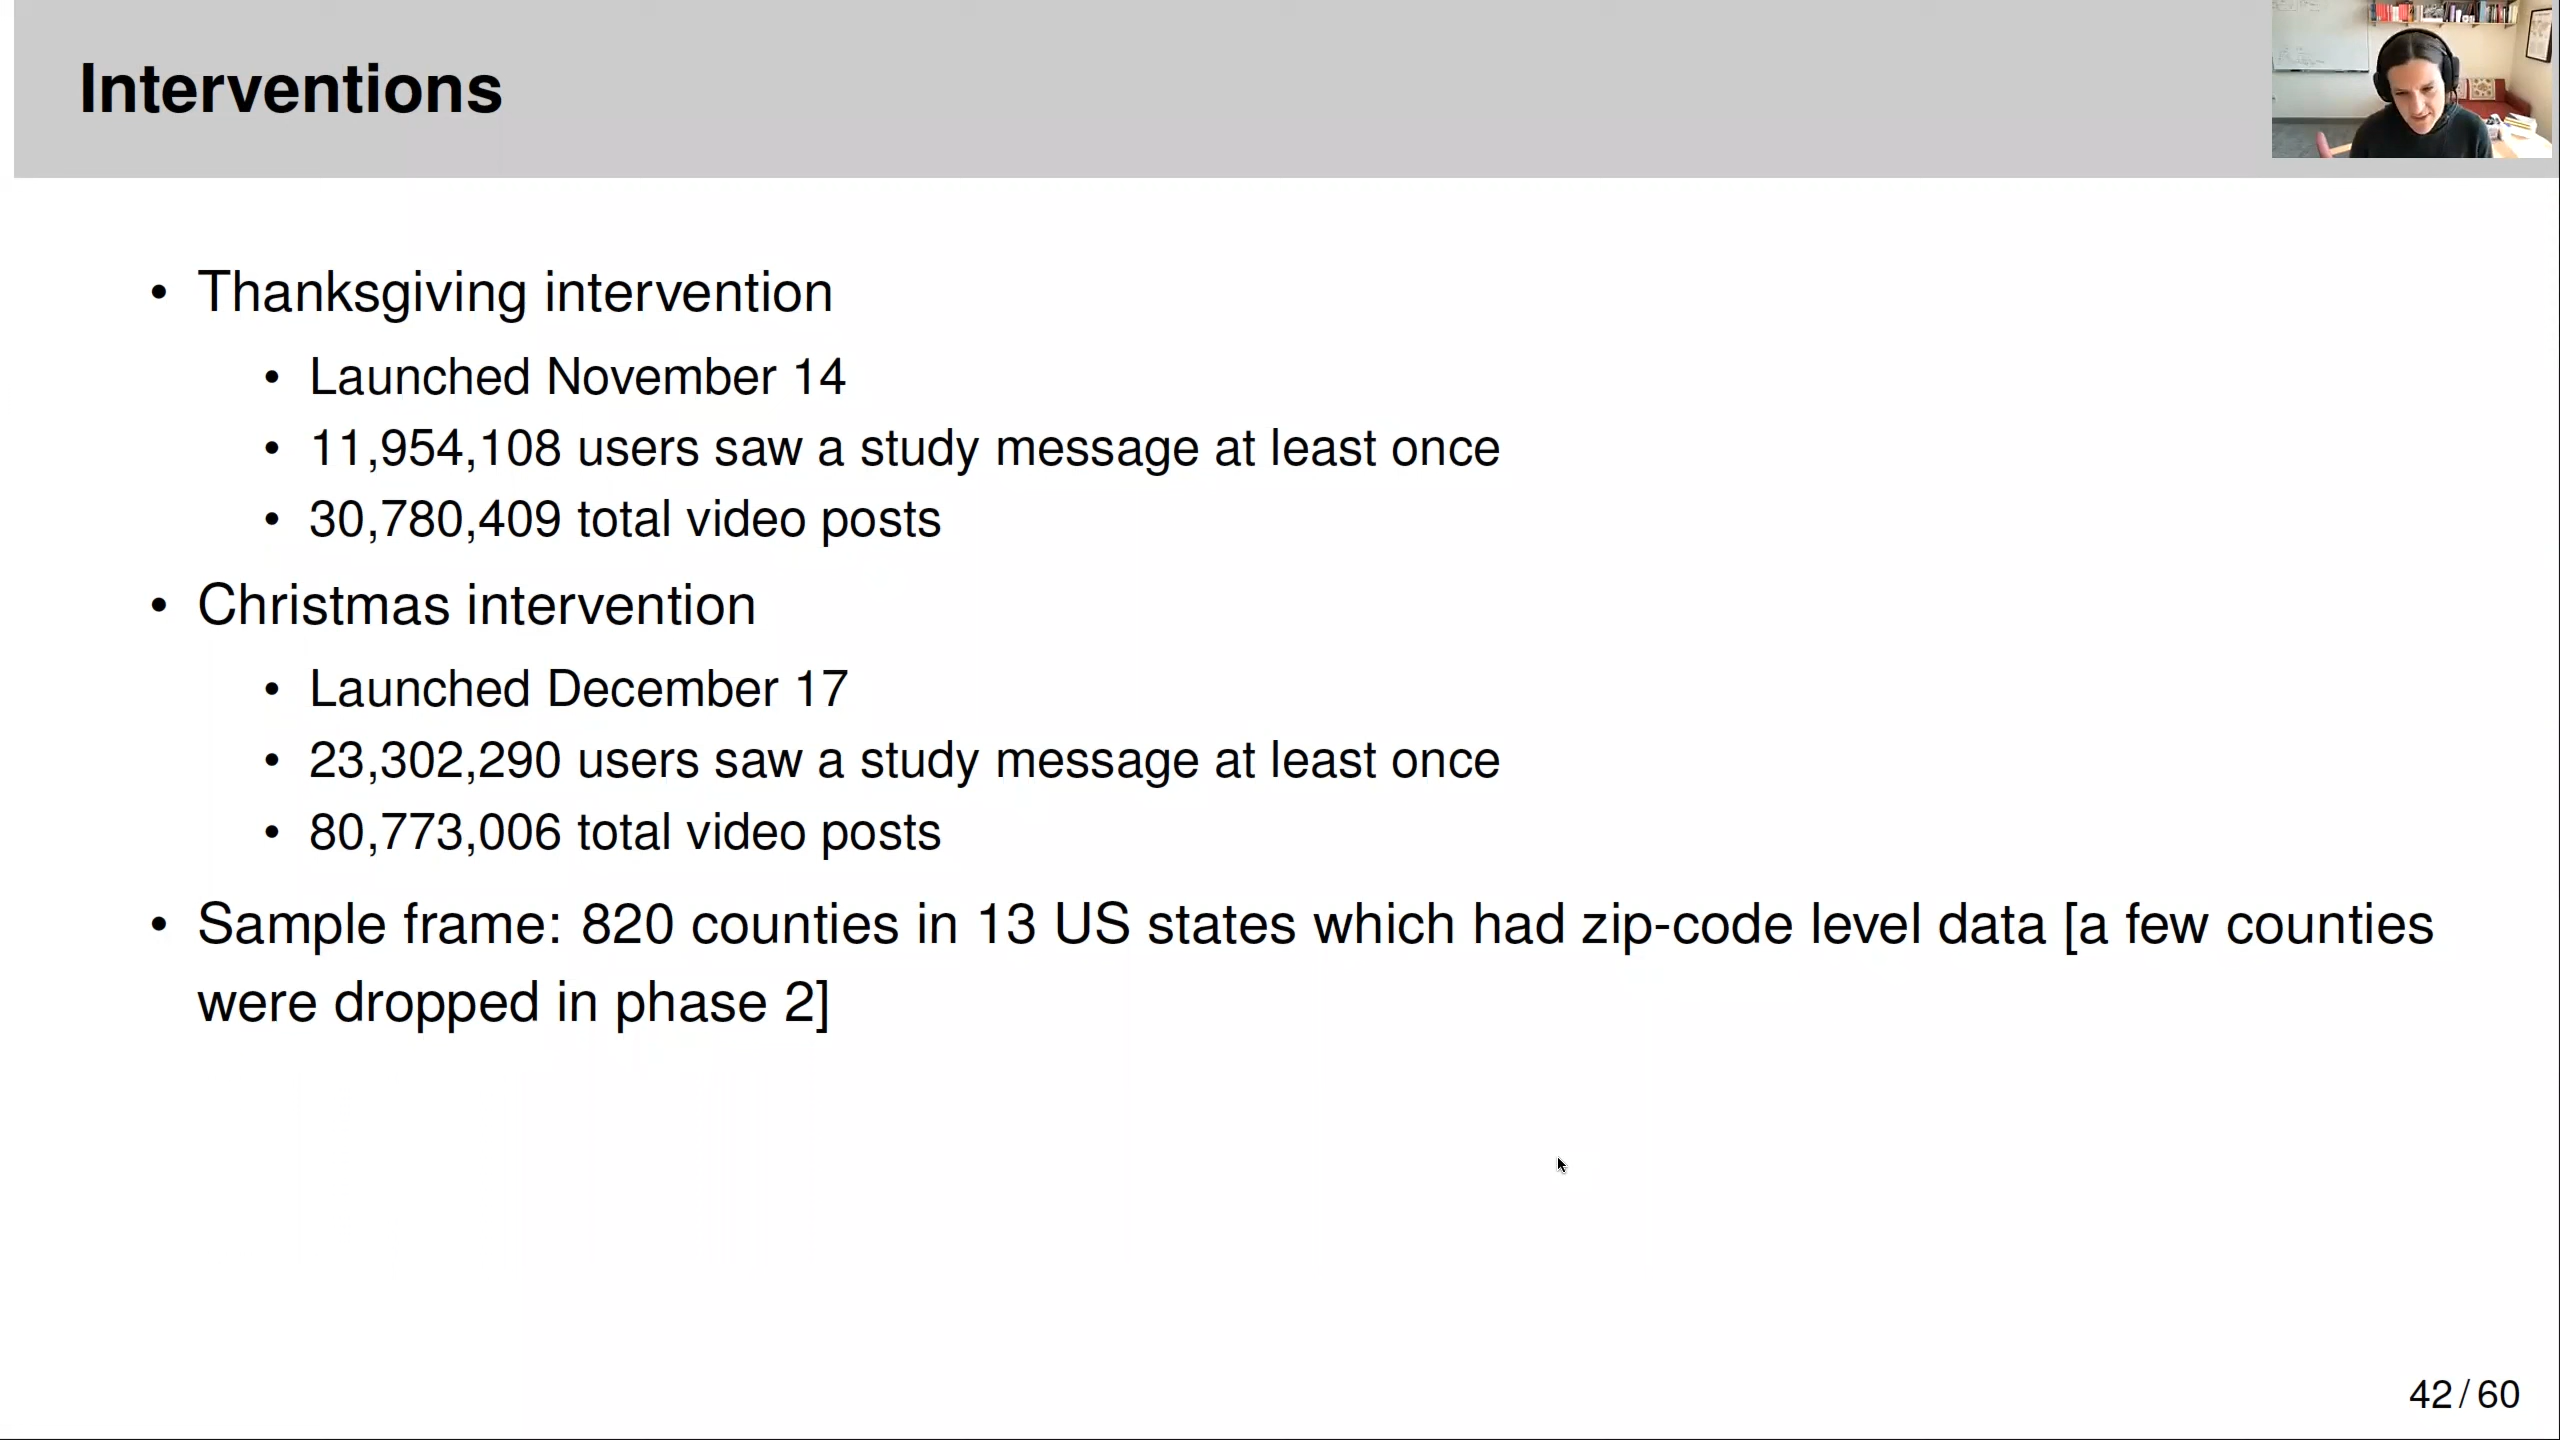 Interventions
• Thanksgiving intervention
• Launched November 14
• 11,954,108 users saw a study message at least once
• 30,780,409 total video posts
• Christmas intervention
• Launched December 17
• 23,302,290 users saw a study message at least once
• 80,773,006 total video posts
• Sample frame: 820 counties in 13 US states which had zip-code level data [a few counties
were dropped in phase 2]
42 / 60